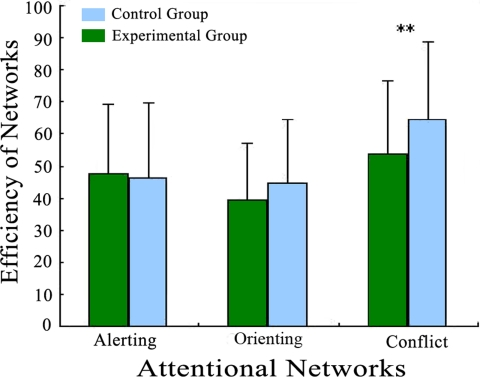 Control Group
Experimental Group
**
Efficiency of Networks
100
90
80
70
60
50
40
30
20
10
0
Alerting
Orienting
Conflict
Attentional Networks